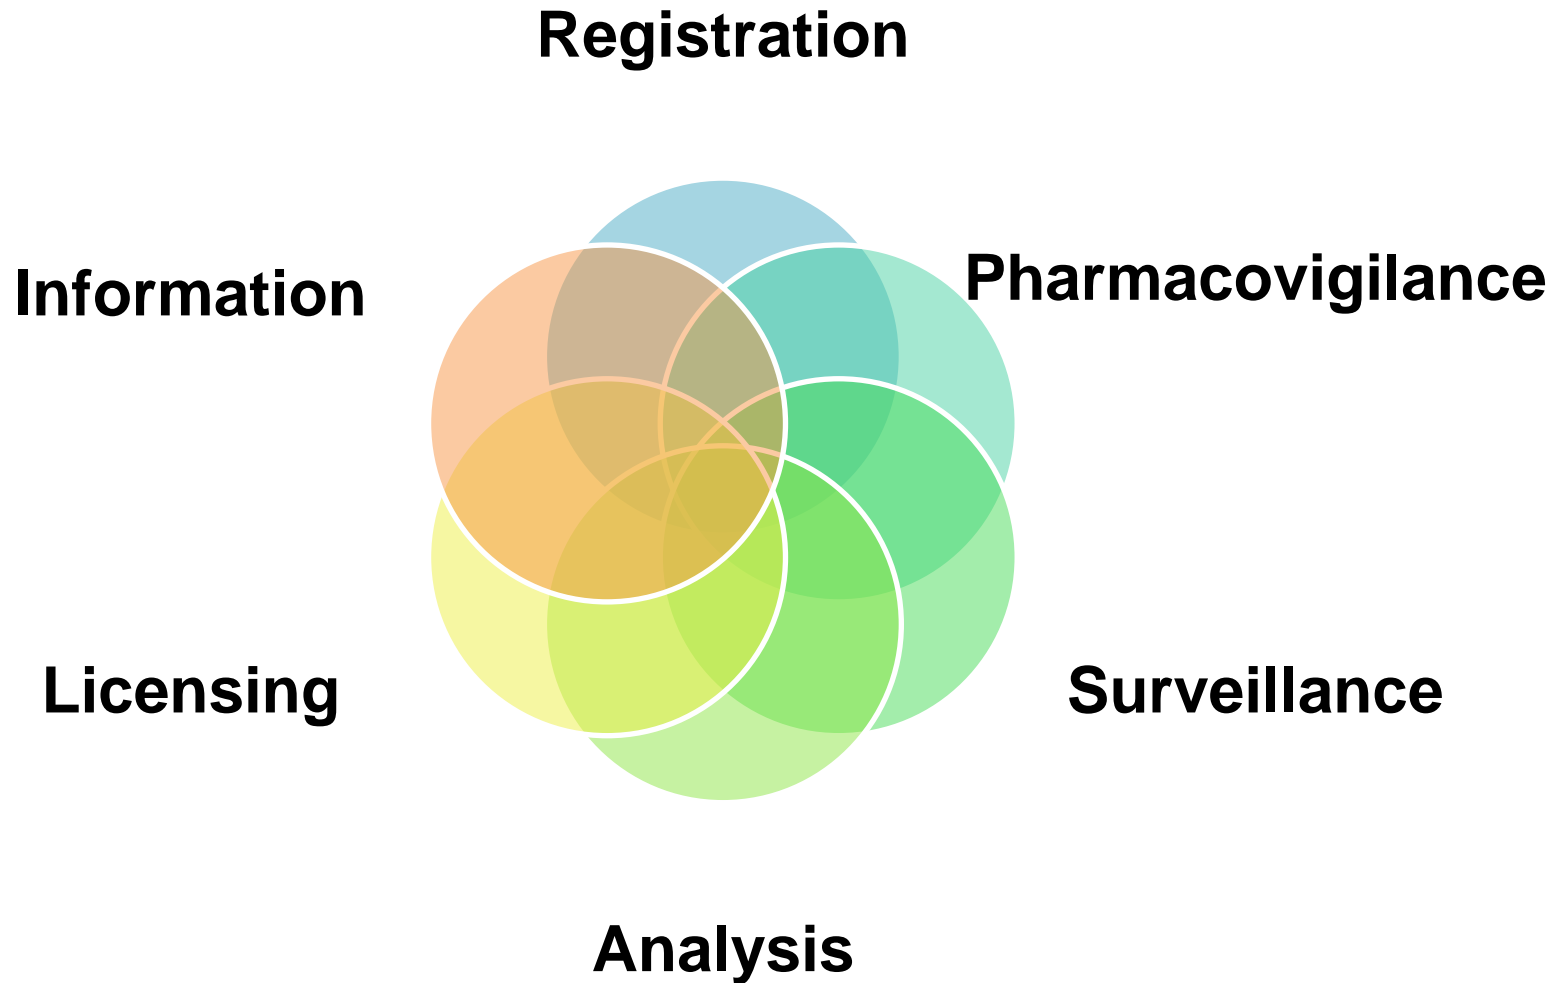 Registration
Pharmacovigilance
Information
Licensing
Surveillance
Analysis